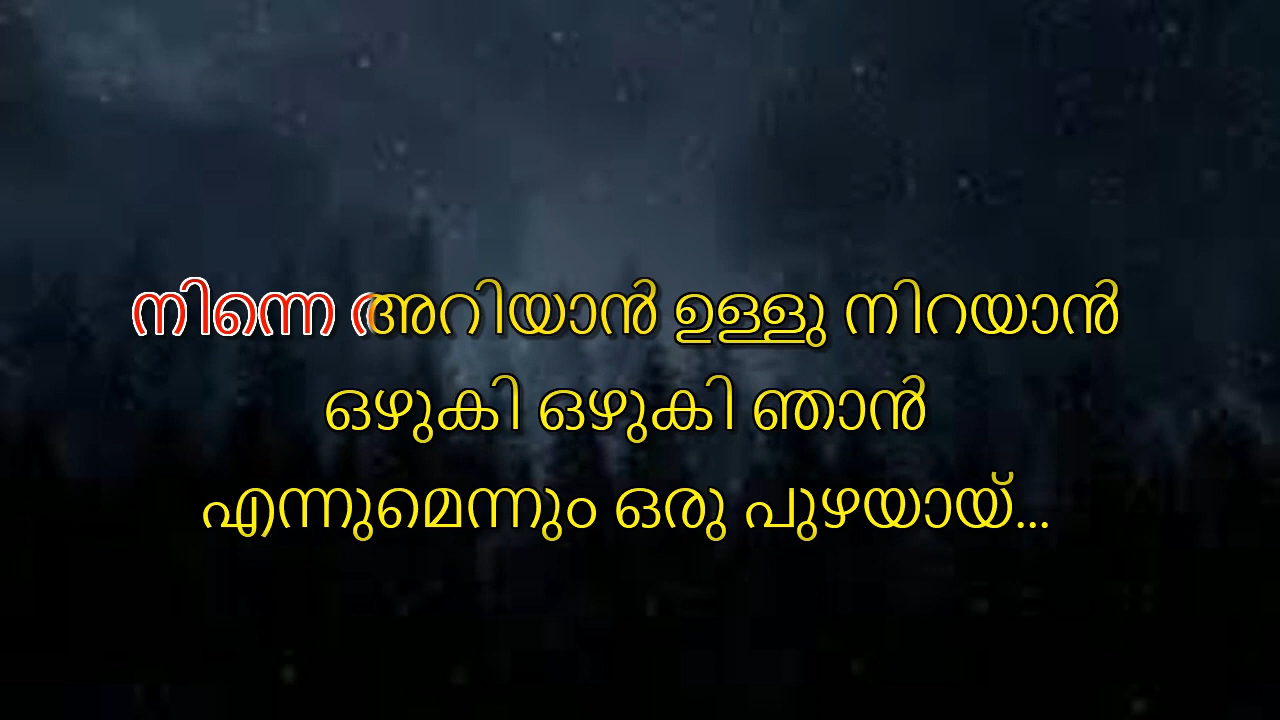 നിന്നെ അറിയാൻ ഉള്ളു നിറയാൻ
ഒഴുകി ഒഴുകി ഞാൻ
എന്നുമെന്നും ഒരു പുഴയായ്...